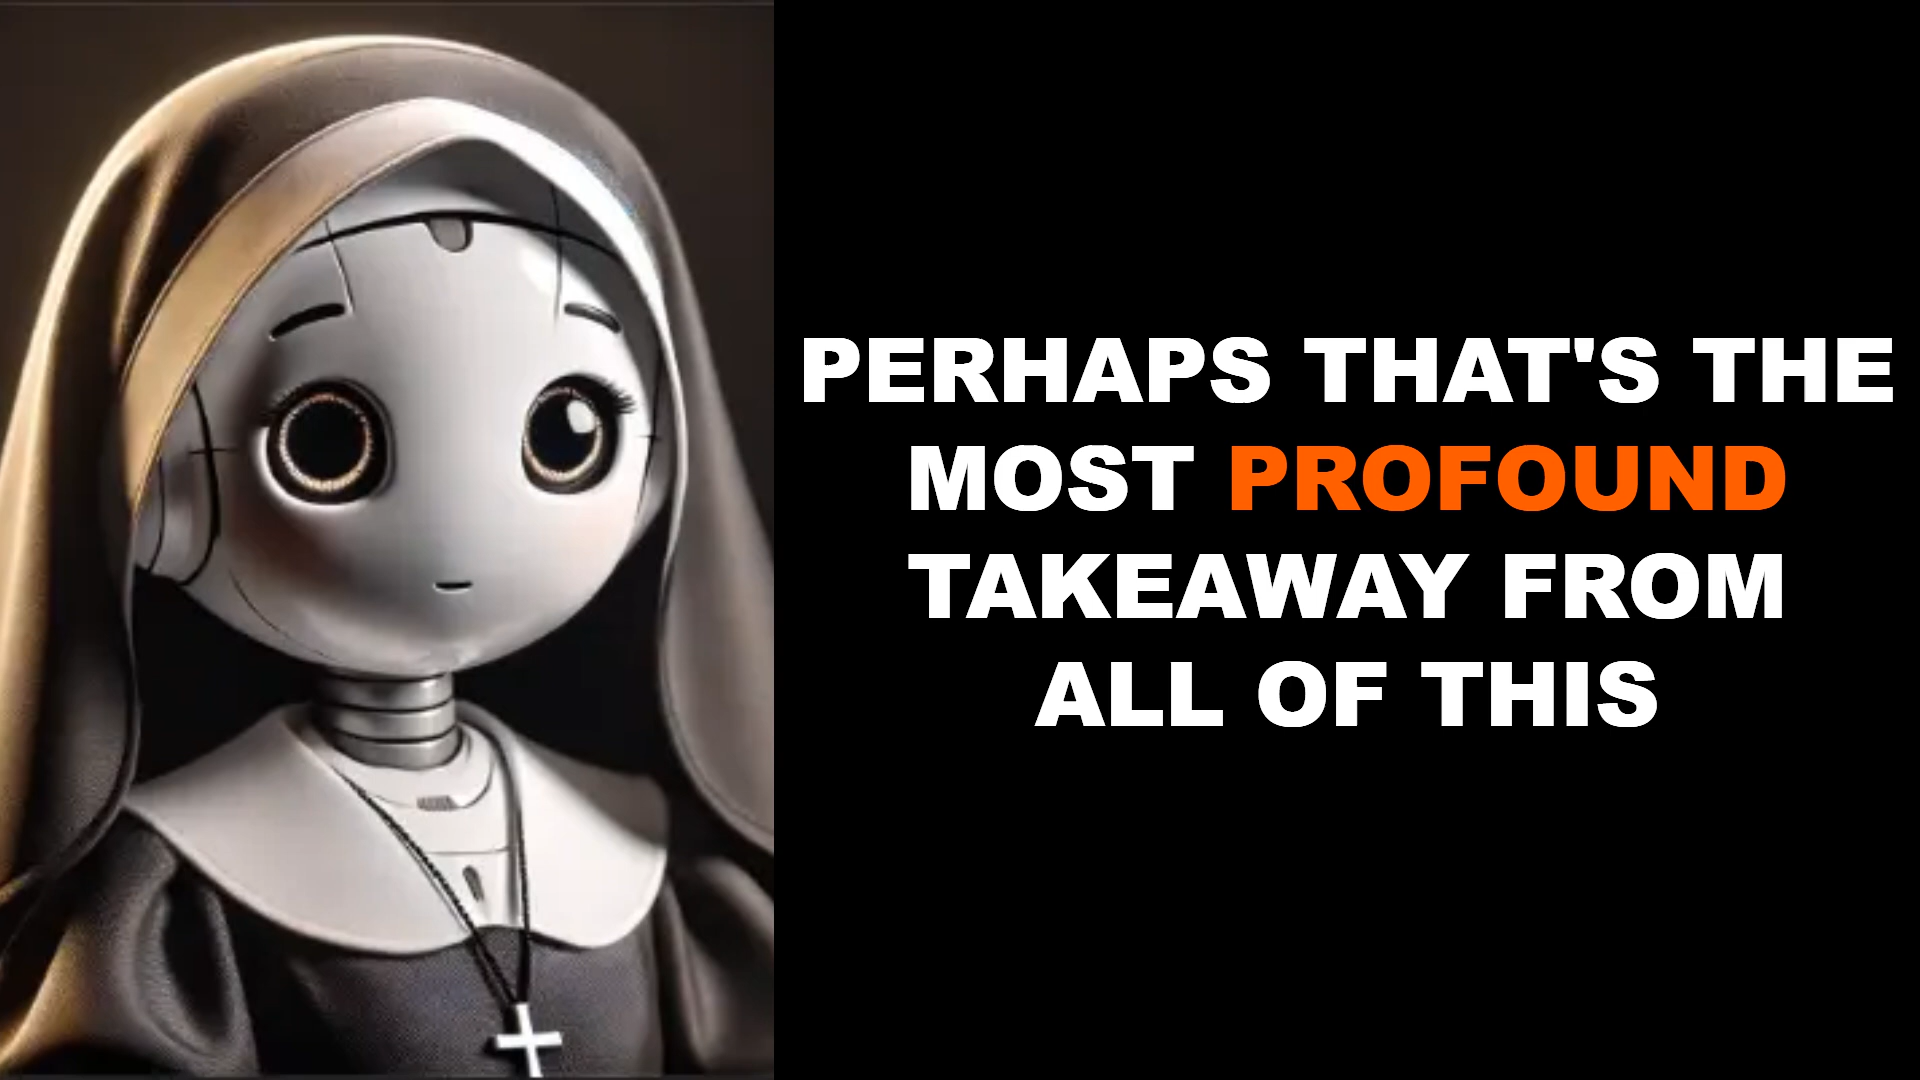 PERHAPS THAT'S THE
MOST PROFOUND
TAKEAWAY FROM
ALL OF THIS